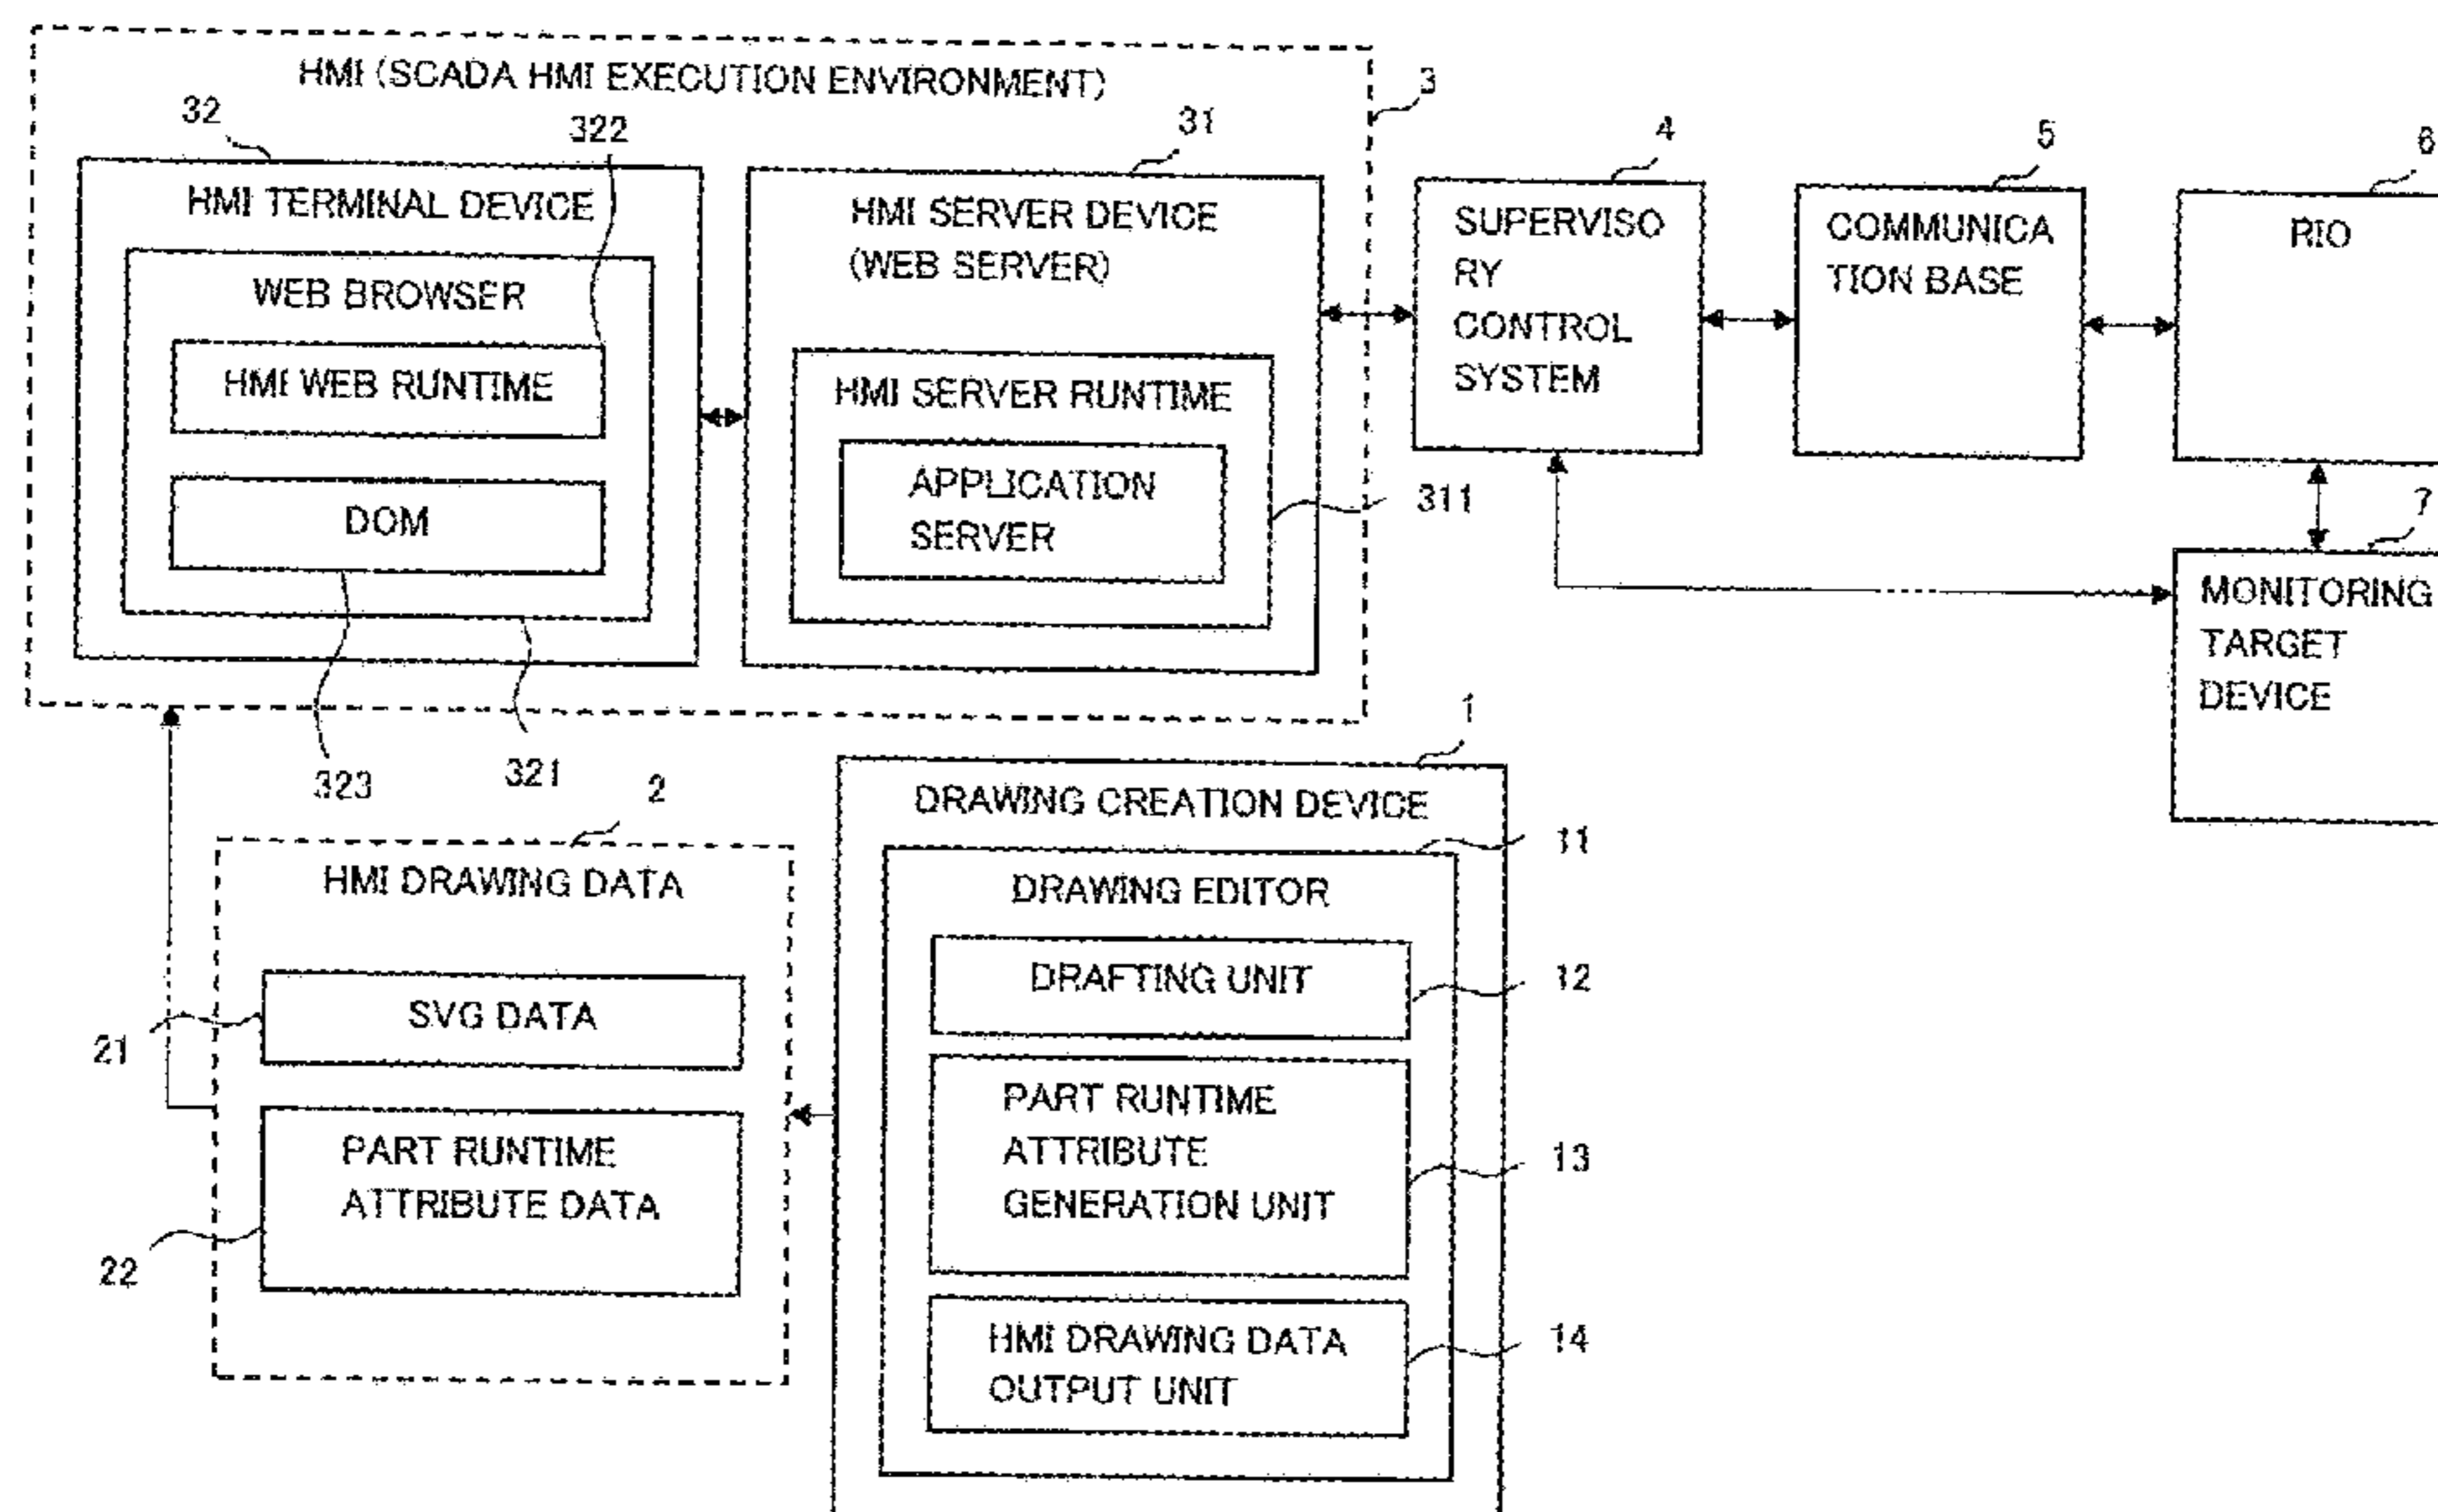 HMI (SCADA HMI EXECUTION ENVIRONMENT)
3
32
322
31
4
5
6
HMI TERMINAL DEVICE
WEB BROWSER
HMI WEB RUNTIME
DOM
HMI SERVER DEVICE
(WEB SERVER)
HMI SERVER RUNTIME
APPLICATION
SERVER
311
SUPERVISO
RY
CONTROL
SYSTEM
COMMUNICA
TION BASE
RIO
7
MONITORING
TARGET
DEVICE
323
321
2
1
HMI DRAWING DATA
SVG DATA
21
PART RUNTIME
ATTRIBUTE DATA
22
DRAWING CREATION DEVICE
11
DRAWING EDITOR
DRAFTING UNIT
12
PART RUNTIME
ATTRIBUTE
GENERATION UNIT
13
HMI DRAWING DATA
OUTPUT UNIT
14